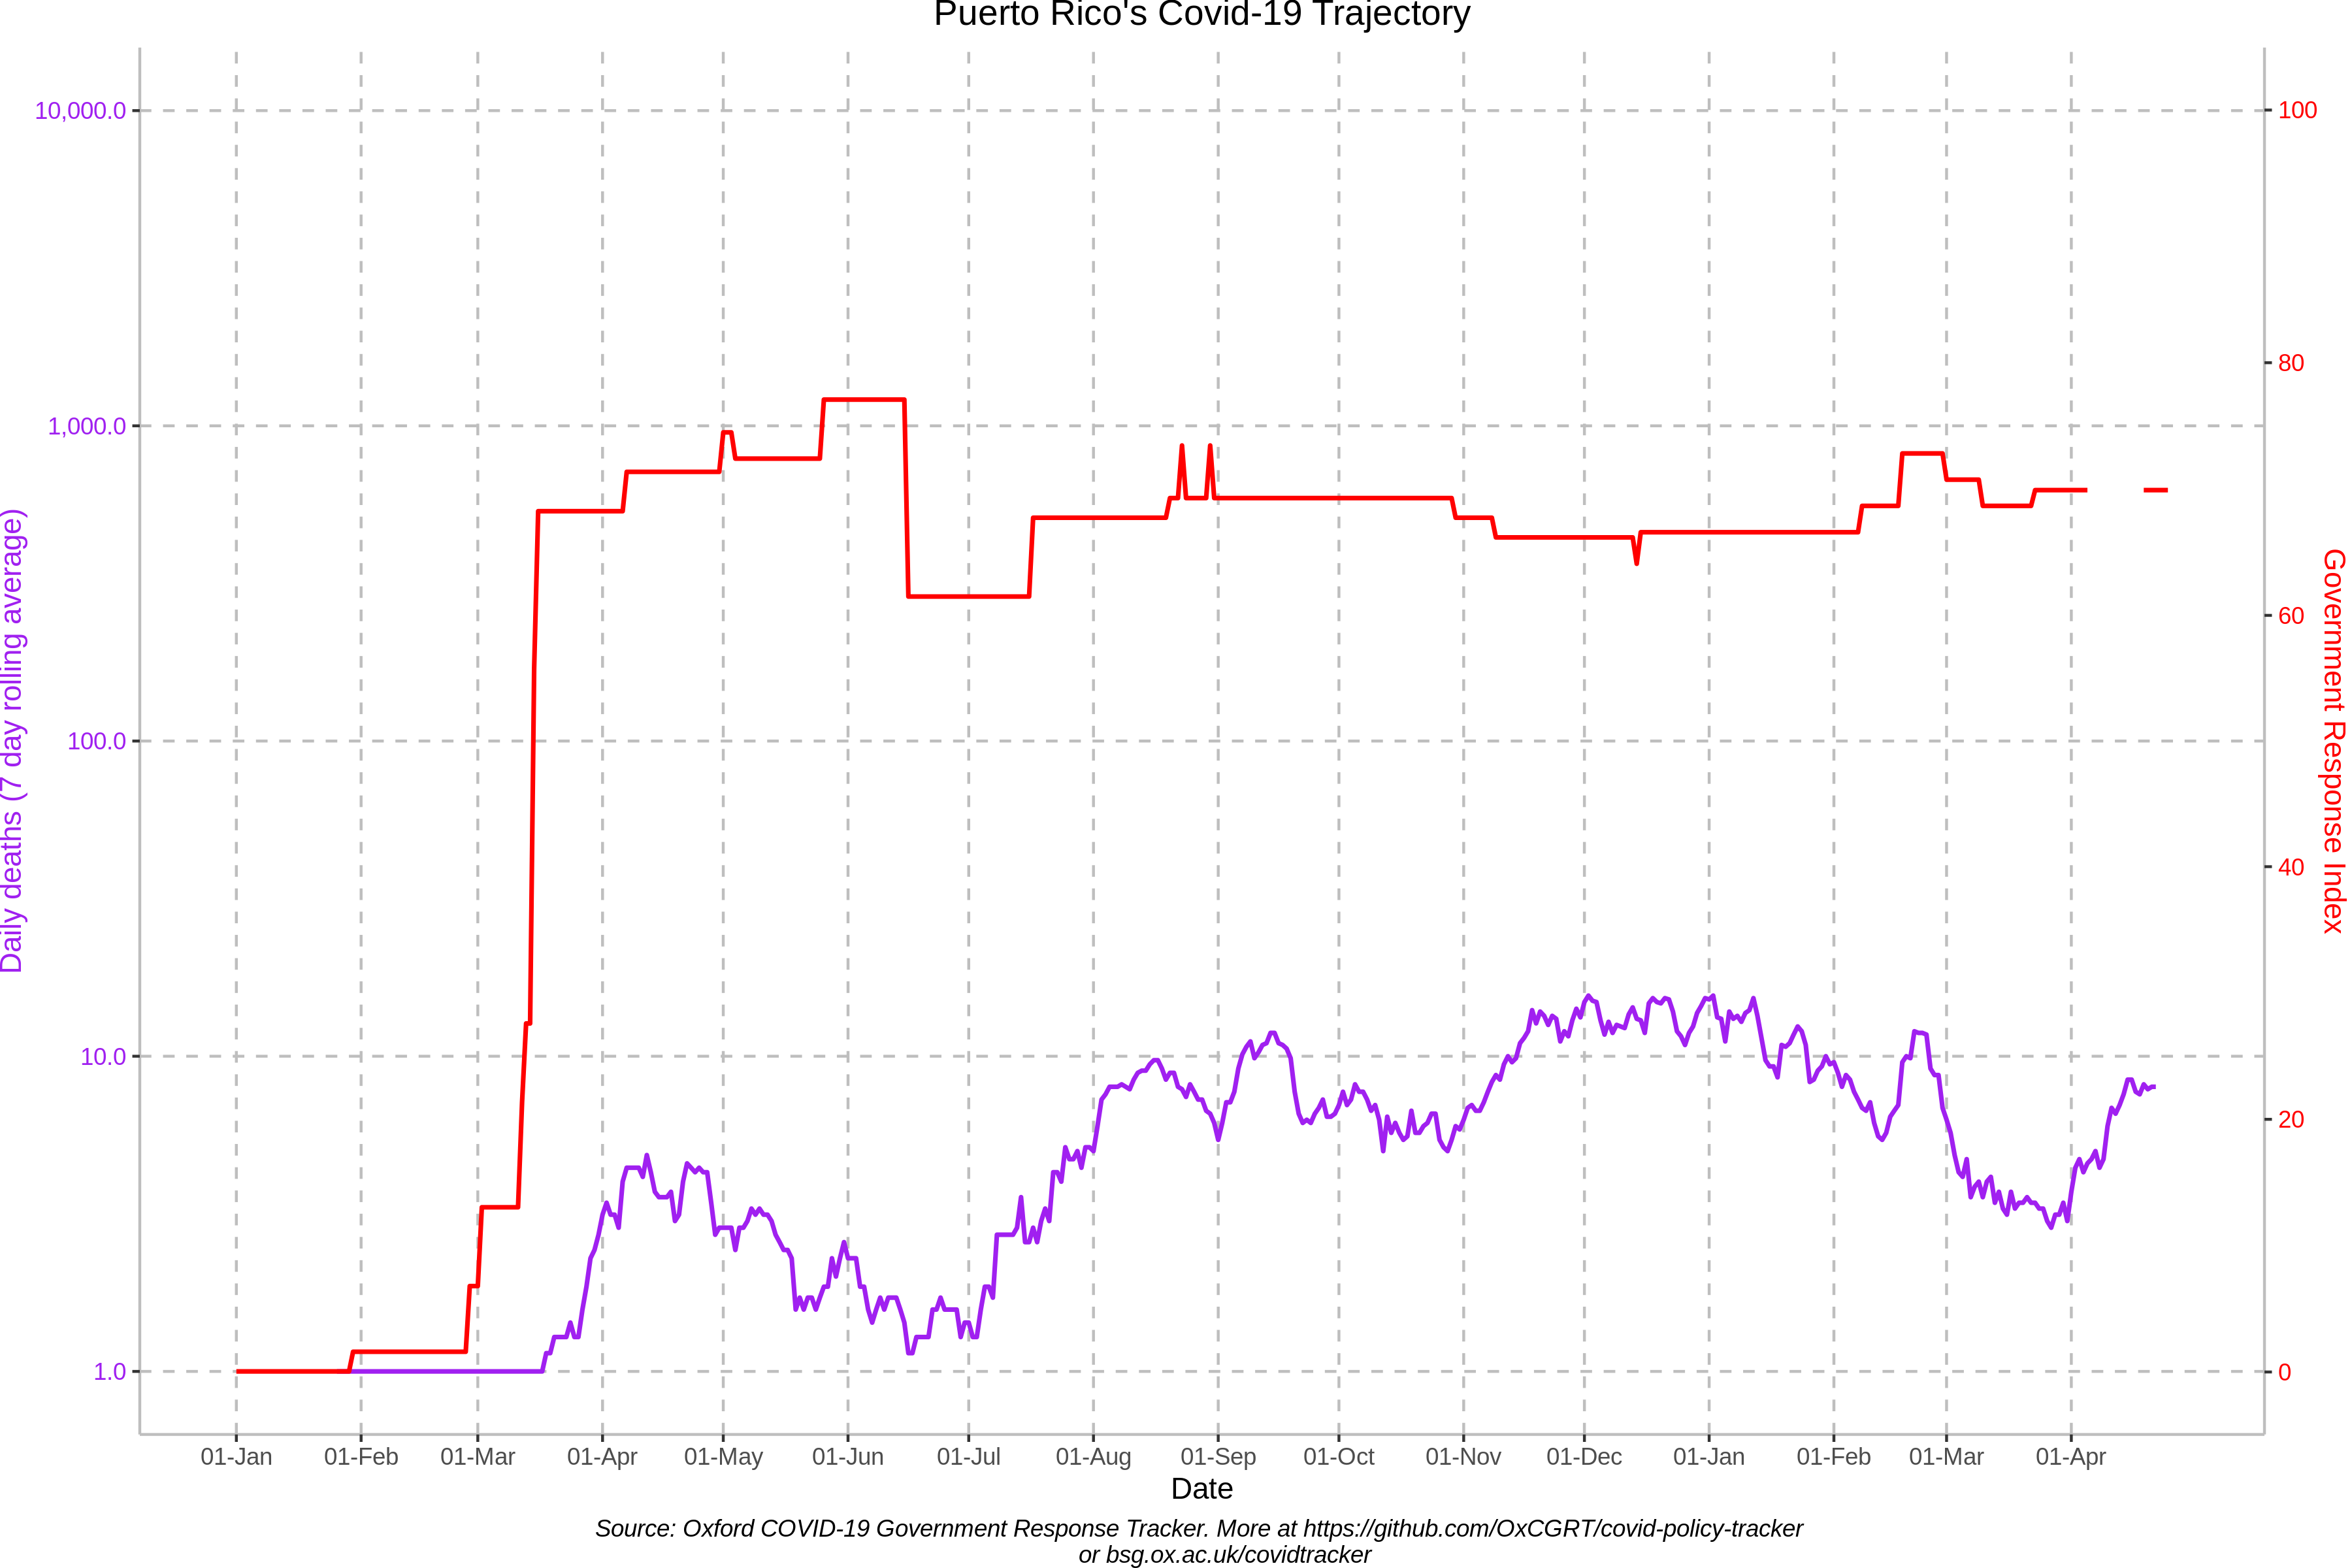 Puerto Rico's Covid-19 Trajectory
10,000.0
1,000.0
100.0
10.0
1.0
Daily deaths (7 day rolling average)
100
80
60
40
20
0
Government Response Index
01-Jan
01-Feb
01-Mar
01-Apr
01-May
01-Jun
01-Jul
01-Aug
01-Sep
01-Oct
01-Nov
01-Dec
01-Jan
01-Feb
01-Mar
01-Apr
Date
Source: Oxford COVID-19 Government Response Tracker. More at https://github.com/OxCGRT/covid-policy-tracker
or bsg.ox.ac.uk/covidtracker